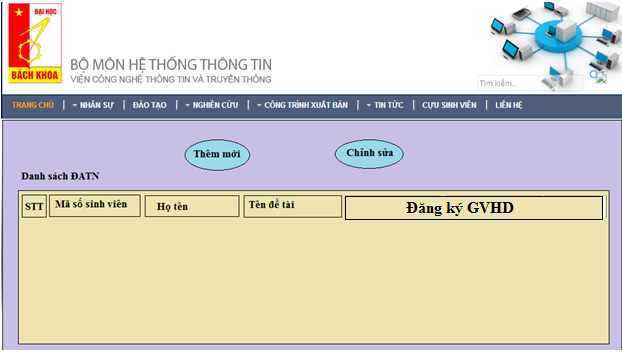 ĐẠI HỌC
BÁCH KHOA
BỘ MÔN HỆ THỐNG THÔNG TIN
VIỆN CÔNG NGHỆ THÔNG TIN VÀ TRUYỀN THÔNG
Tìm kiếm...
TRANG CHỦ | NHÂN SỰ | ĐÀO TẠO | NGHIÊN CỨU | CÔNG TRÌNH XUẤT BẢN | TIN TỨC | CỰU SINH VIÊN | LIÊN HỆ
Thêm mới Chỉnh sửa
Danh sách ĐATN
STT Mã số sinh viên Họ tên Tên đề tài Đăng ký GVHD